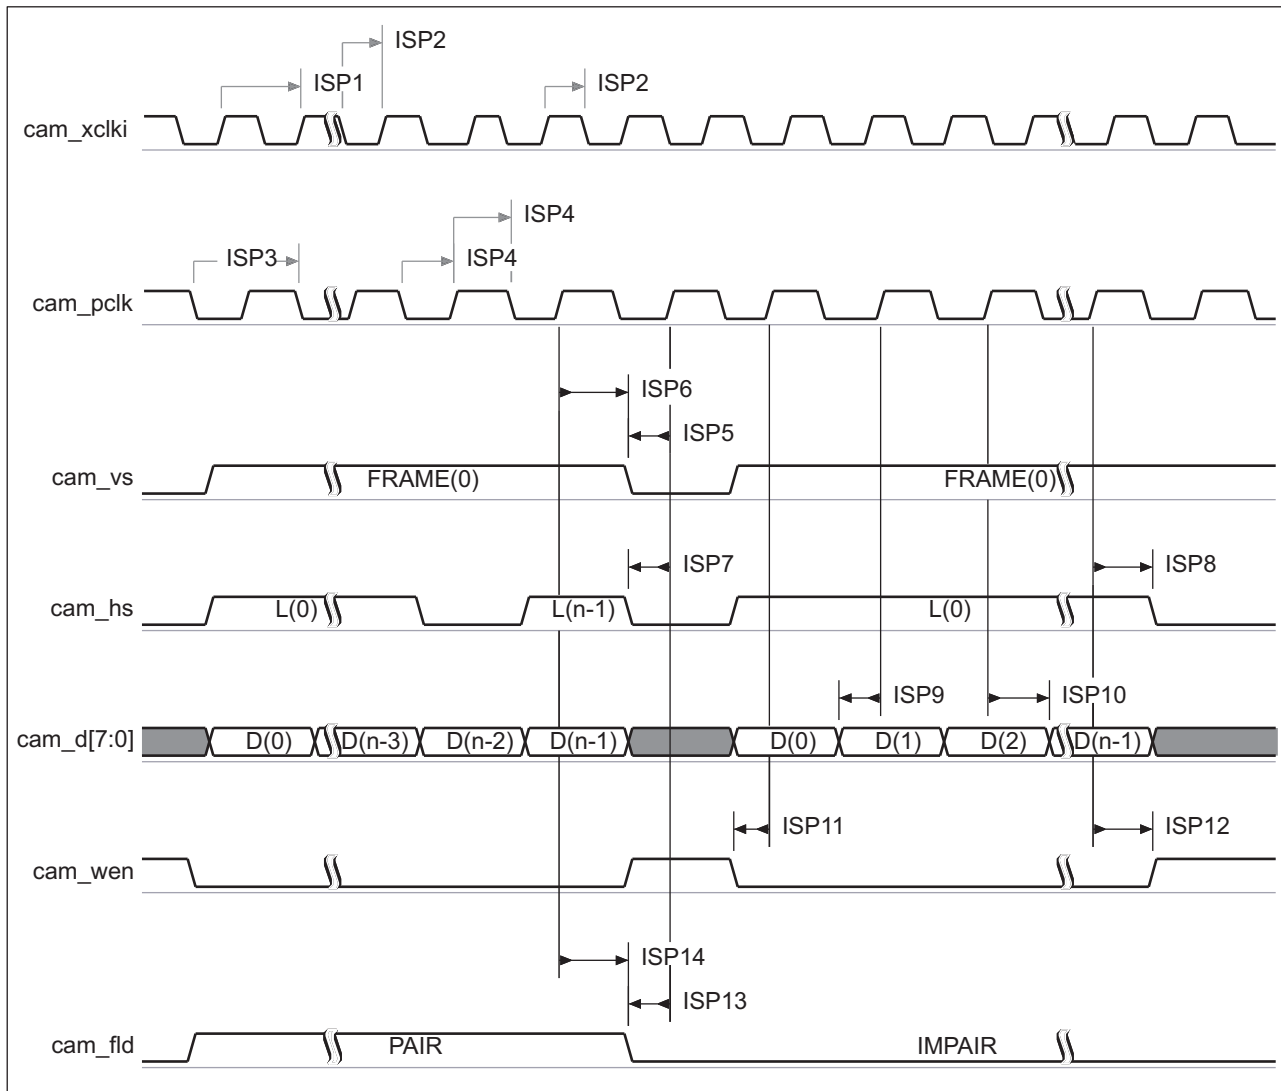 ISP2
ISP1 ISP2
cam_xclki
ISP4
ISP3 ISP4
cam_pclk
ISP6
ISP5
cam_vs FRAME(0) FRAME(0)
ISP7 ISP8
cam_hs L(0) L(n-1) L(0)
ISP9 ISP10
cam_d[7:0] D(0) D(n-3) D(n-2) D(n-1) D(0) D(1) D(2) D(n-1)
ISP11 ISP12
cam_wen
ISP14
ISP13
cam_fld PAIR IMPAIR